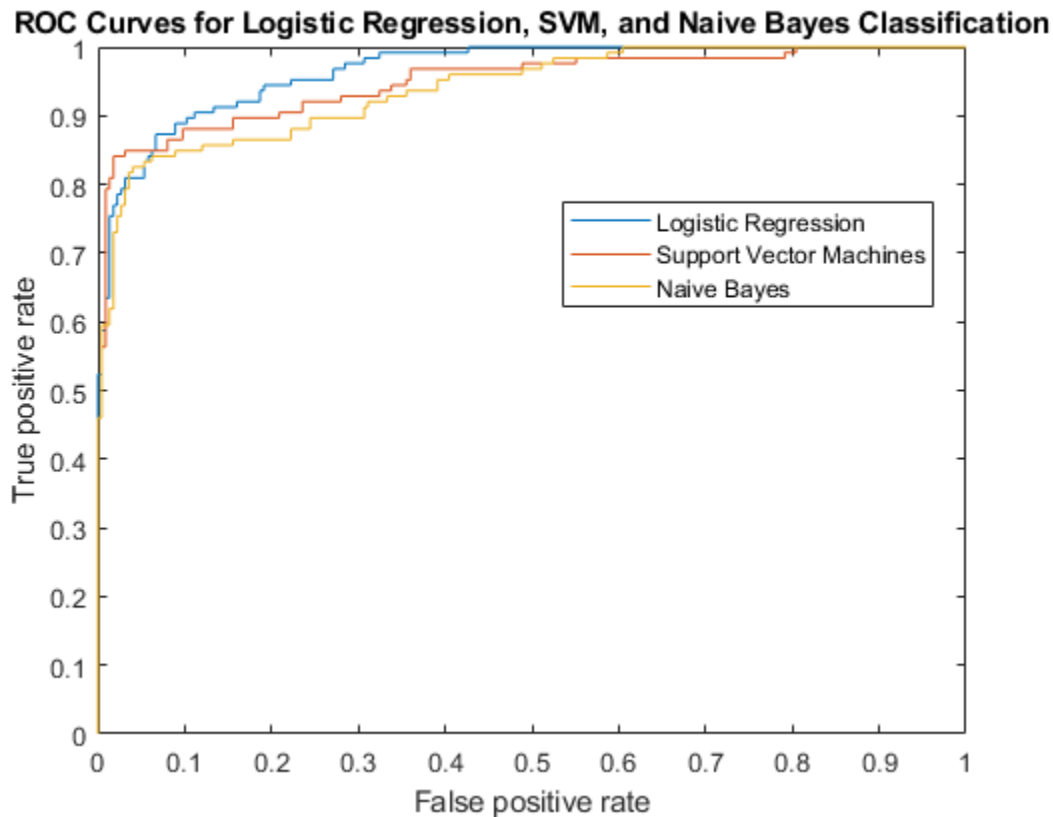 ROC Curves for Logistic Regression, SVM, and Naive Bayes Classification
1
0.9
0.8
0.7
0.6
0.5
0.4
0.3
0.2
0.1
0
True positive rate
Logistic Regression
Support Vector Machines
Naive Bayes
0 0.1 0.2 0.3 0.4 0.5 0.6 0.7 0.8 0.9 1
False positive rate